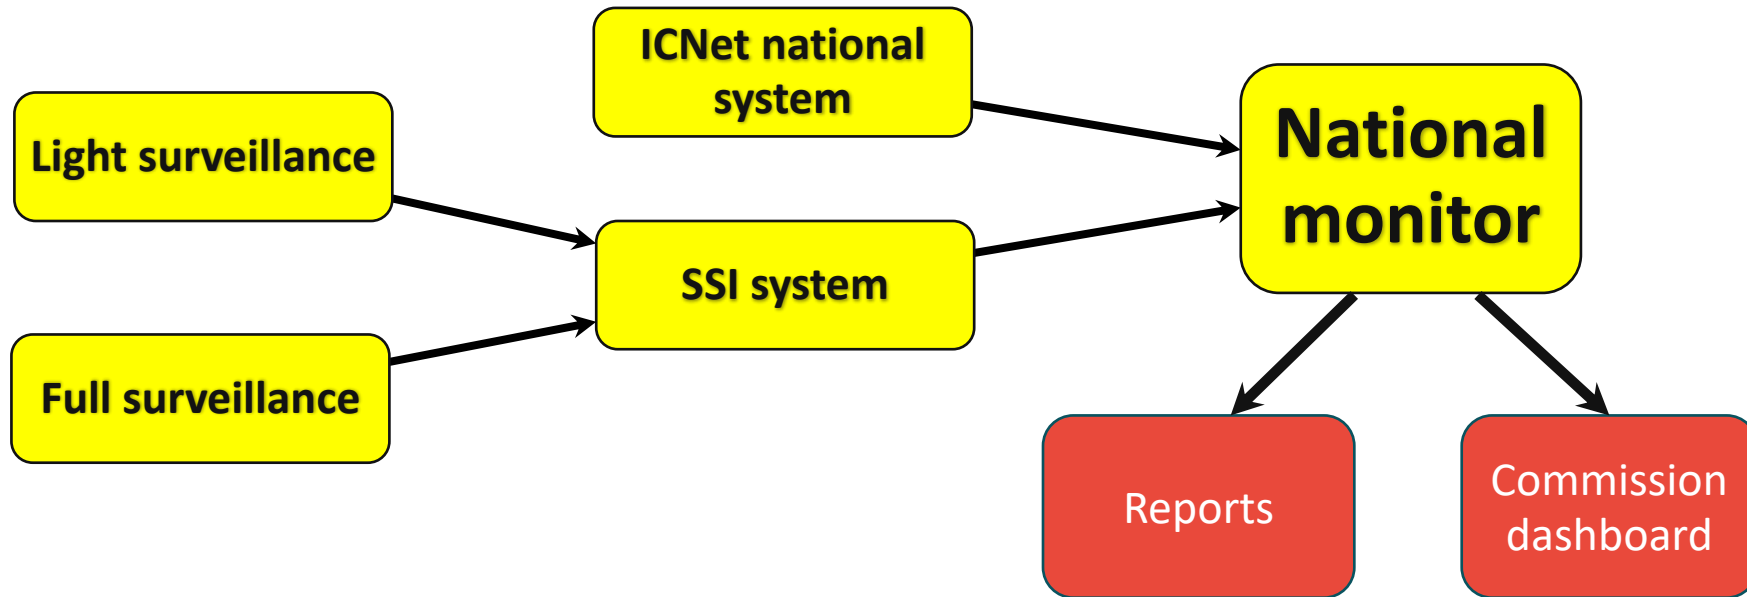 ICNet national
system
Light surveillance
National
monitor
SSI system
Full surveillance
Reports
Commission
dashboard